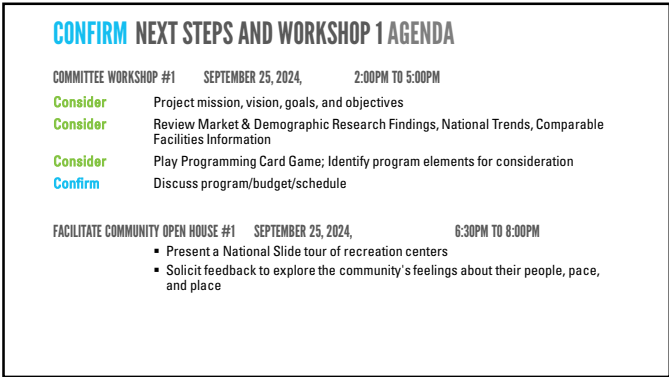 CONFIRM NEXT STEPS AND WORKSHOP 1 AGENDA
COMMITTEE WORKSHOP #1 SEPTEMBER 25, 2024, 2:00PM TO 5:00PM
Consider Project mission, vision, goals, and objectives
Consider Review Market & Demographic Research Findings, National Trends, Comparable
Facilities Information
Consider Play Programming Card Game; Identify program elements for consideration
Confirm Discuss program/budget/schedule
FACILITATE COMMUNITY OPEN HOUSE #1 SEPTEMBER 25, 2024, 6:30PM TO 8:00PM
▪ Present a National Slide tour of recreation centers
▪ Solicit feedback to explore the community's feelings about their people, pace,
and place